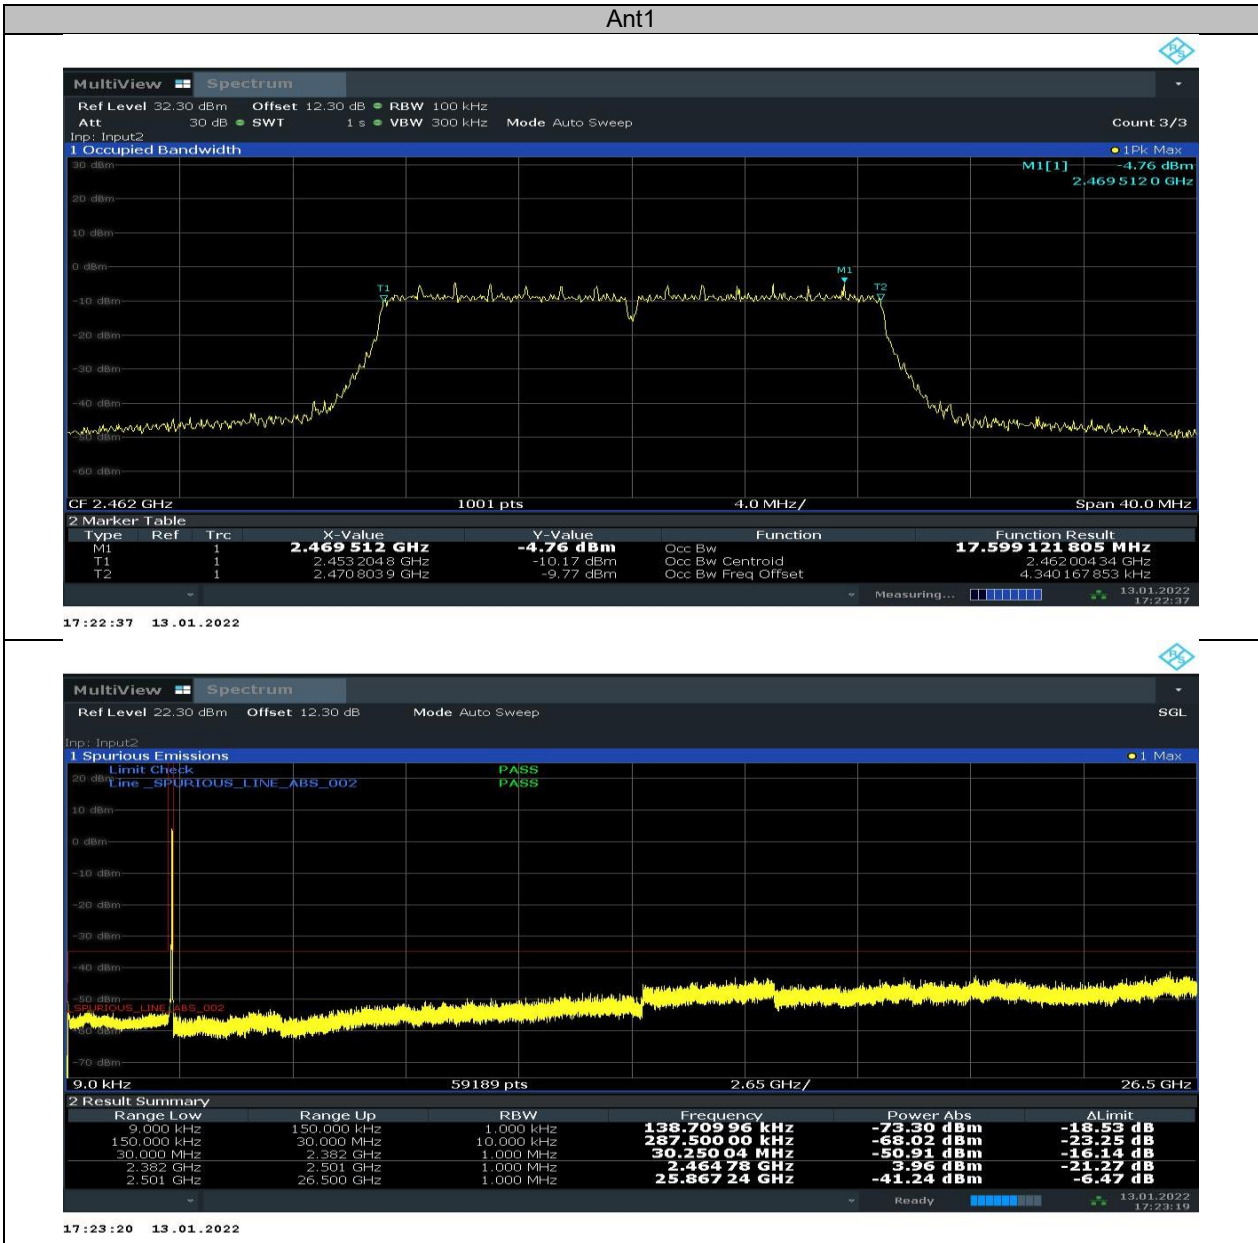 Ant1
R&S
MultiView Spectrum
Ref Level 32.30 dBm Offset 12.30 dB RBW 100 kHz
Att 30 dB SWT 1 s VBW 300 kHz Mode Auto Sweep Count 3/3
Inp: Input2
1 Occupied Bandwidth 1Pk Max
30 dBm M1[1] -4.76 dBm
2.469 512 0 GHz
20 dBm
10 dBm
0 dBm
M1
T1 T2
-10 dBm
-20 dBm
-30 dBm
-40 dBm
-50 dBm
-60 dBm
CF 2.462 GHz 1001 pts 4.0 MHz/ Span 40.0 MHz
2 Marker Table
Type Ref Trc X-Value Y-Value Function Function Result
M1 1 2.469 512 GHz -4.76 dBm Occ Bw 17.599 121 805 MHz
T1 1 2.453 204 8 GHz -10.17 dBm Occ Bw Centroid 2.462 004 34 GHz
T2 1 2.470 803 9 GHz -9.77 dBm Occ Bw Freq Offset 4.340 167 853 kHz
Measuring... 13.01.2022
17:22:37
17:22:37 13.01.2022
R&S
MultiView Spectrum
Ref Level 22.30 dBm Offset 12.30 dB Mode Auto Sweep SGL
Inp: Input2
1 Spurious Emissions 1 Max
Limit Check PASS
20 dBm
Line _SPURIOUS_LINE_ABS_002 PASS
10 dBm
0 dBm
-10 dBm
-20 dBm
-30 dBm
-40 dBm
-50 dBm
_SPURIOUS_LINE_ABS_002
-60 dBm
-70 dBm
9.0 kHz 59189 pts 2.65 GHz/ 26.5 GHz
2 Result Summary
Range Low Range Up RBW Frequency Power Abs ΔLimit
9.000 kHz 150.000 kHz 1.000 kHz 138.709 96 kHz -73.30 dBm -18.53 dB
150.000 kHz 30.000 MHz 10.000 kHz 287.500 00 kHz -68.02 dBm -23.25 dB
30.000 MHz 2.382 GHz 1.000 MHz 30.250 04 MHz -50.91 dBm -16.14 dB
2.382 GHz 2.501 GHz 1.000 MHz 2.464 78 GHz 3.96 dBm -21.27 dB
2.501 GHz 26.500 GHz 1.000 MHz 25.867 24 GHz -41.24 dBm -6.47 dB
Ready 13.01.2022
17:23:19
17:23:20 13.01.2022